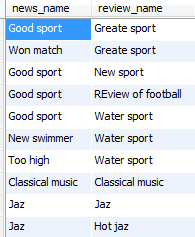 news_name review_name
Good sport Greate sport
Won match Greate sport
Good sport New sport
Good sport REview of football
Good sport Water sport
New swimmer Water sport
Too high Water sport
Classical music Classical music
Jaz Jaz
Jaz Hot jaz